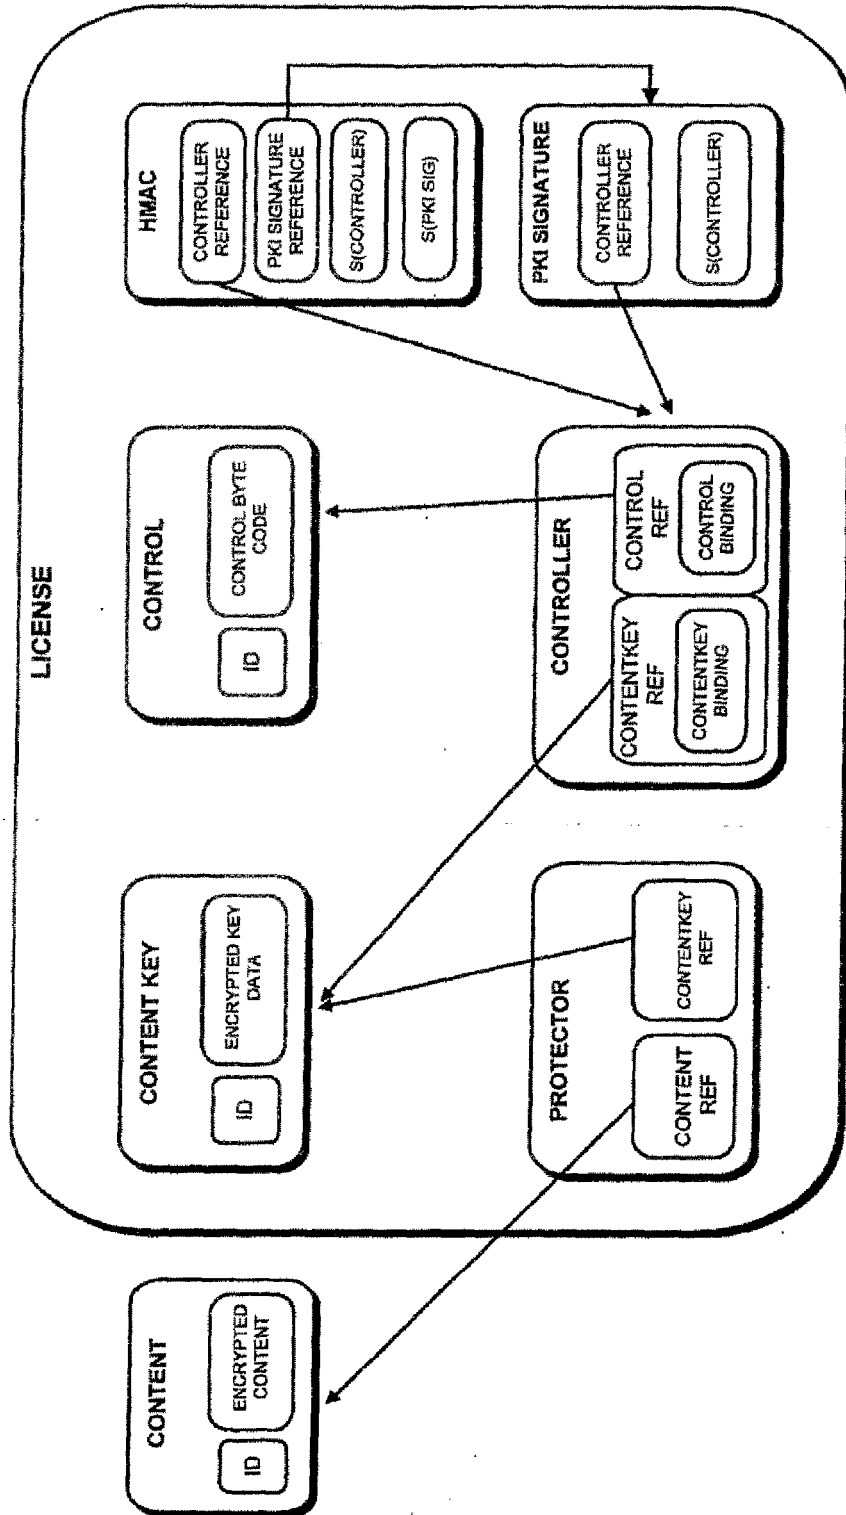 LICENSE
CONTENT
ID
ENCRYPTED
CONTENT
CONTENT KEY
ID
ENCRYPTED KEY
DATA
CONTROL
ID
CONTROL BYTE
CODE
HMAC
CONTROLLER
REFERENCE
PKI SIGNATURE
REFERENCE
S(CONTROLLER)
S(PKI SIG)
PROTECTOR
CONTENT
REF
CONTENTKEY
REF
CONTROLLER
CONTENTKEY
REF
CONTENTKEY
BINDING
CONTROL
REF
CONTROL
BINDING
PKI SIGNATURE
CONTROLLER
REFERENCE
S(CONTROLLER)